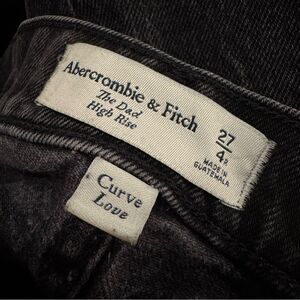 Abercrombie & Fitch
The Dad
High Rise
27
4R
MADE IN
GUATEMALA
Curve
Love